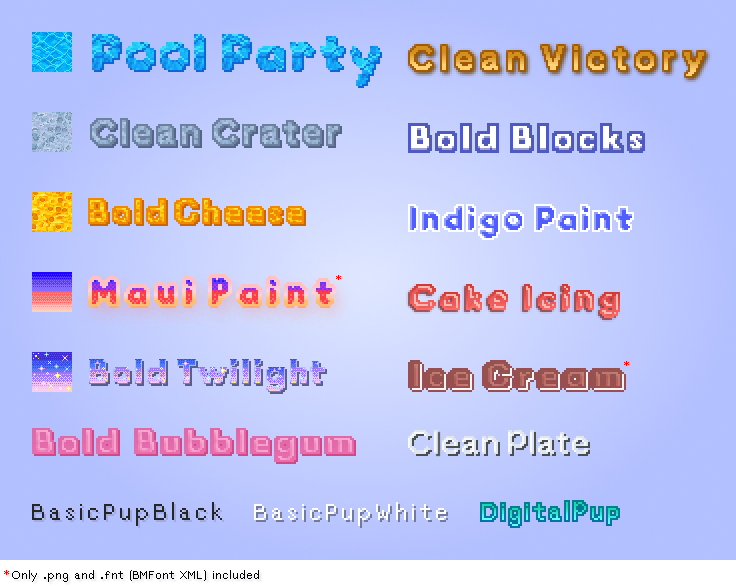 Pool Party Clean Victory
Clean Crater Bold Blocks
Bold Cheese Indigo Paint
Maui Paint* Cake Icing
Bold Twilight Ice Cream*
Bold Bubblegum Clean Plate
BasicPupBlack BasicPupWhite DigitalPup
*Only .png and .fnt (BMFont XML) included